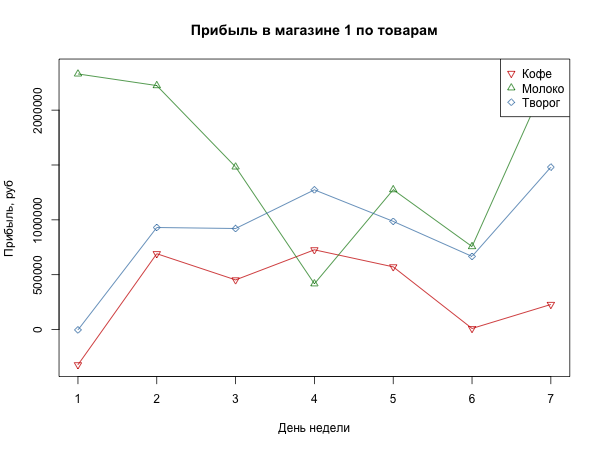 Прибыль в магазине 1 по товарам
Кофе
Молоко
Творог
Прибыль, руб
2000000
1000000
500000
0
1 2 3 4 5 6 7
День недели